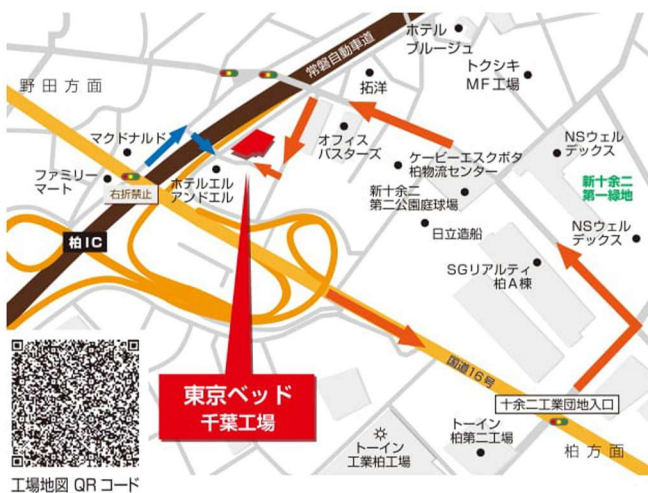 ホテル
ブルージュ
常磐自動車道
トクシキ
MF工場
野田方面
拓洋
マクドナルド
オフィス
バスターズ
NSウェル
デックス
ケービーエスクボタ
柏物流センター
ファミリー
マート
右折禁止
ホテルエル
アンドエル
新十余二
第二公園庭球場
新十余二
第一緑地
日立造船
NSウェル
デックス
柏IC
SGリアルティ
柏A棟
国道16号
東京ベッド
千葉工場
十余二工業団地入口
トーイン
工業柏工場
トーイン
柏第二工場
柏方面
工場地図 QRコード